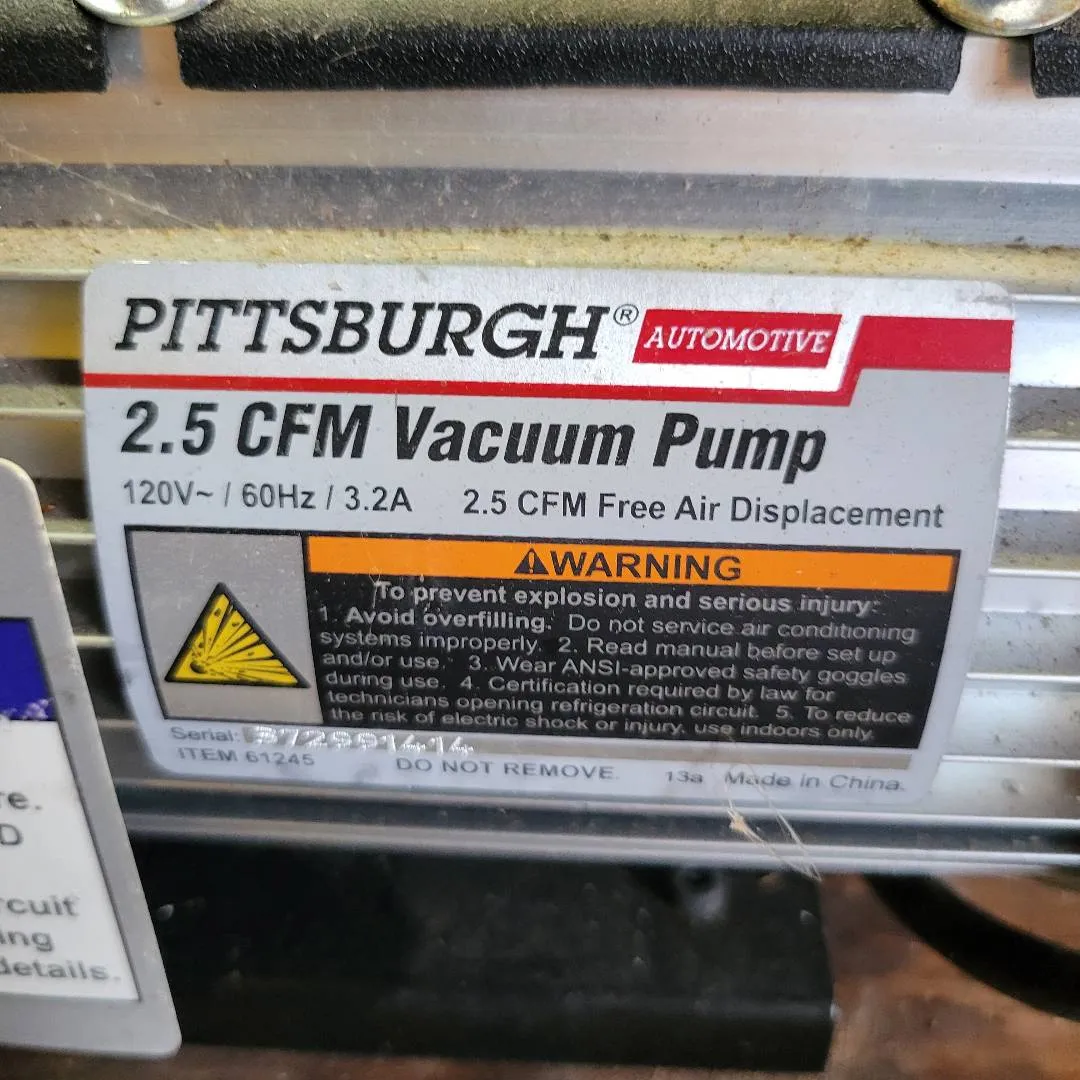 PITTSBURGH® AUTOMOTIVE
2.5 CFM Vacuum Pump
120V~ / 60Hz / 3.2A 2.5 CFM Free Air Displacement
⚠WARNING
To prevent explosion and serious injury:
1. Avoid overfilling. Do not service air conditioning
systems improperly. 2. Read manual before set up
and/or use. 3. Wear ANSI-approved safety goggles
during use. 4. Certification required by law for
technicians opening refrigeration circuit. 5. To reduce
the risk of electric shock or injury, use indoors only.
Serial: 372991414
ITEM 61245 DO NOT REMOVE. 13a Made in China.
re.
D
rcuit
ing
details.